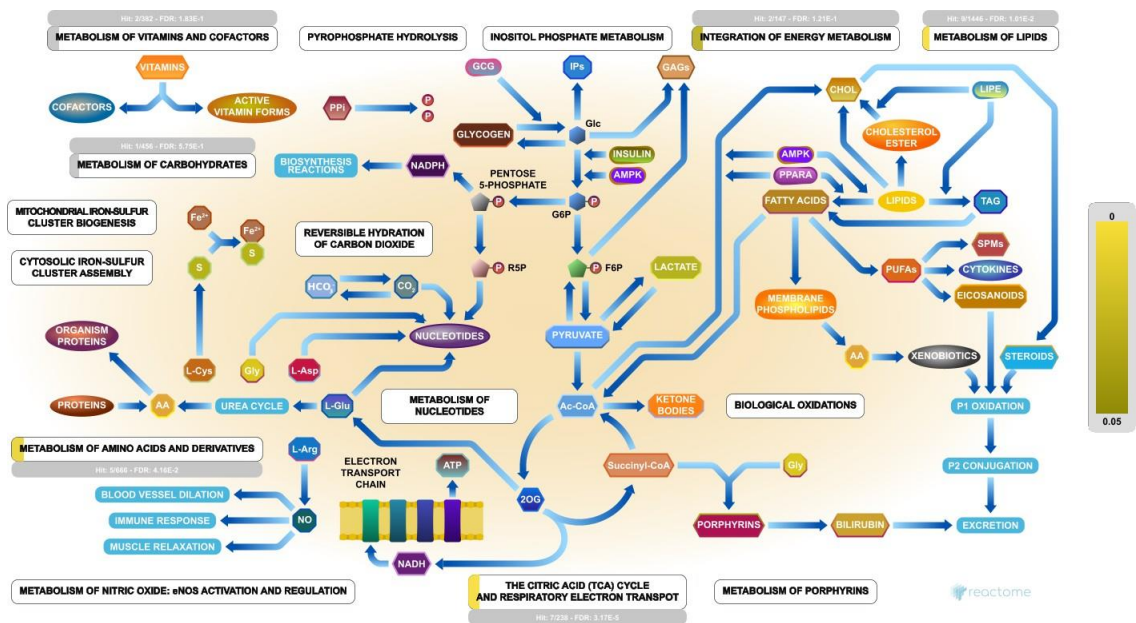 Hit: 2/392 - FDR: 1.83E-1
METABOLISM OF VITAMINS AND COFACTORS
PYROPHOSPHATE HYDROLYSIS
INOSITOL PHOSPHATE METABOLISM
Hit: 2/147 - FDR: 1.21E-1
INTEGRATION OF ENERGY METABOLISM
Hit: 9/1446 - FDR: 1.01E-2
METABOLISM OF LIPIDS
VITAMINS
COFACTORS
ACTIVE
VITAMIN FORMS
PPi
P
P
GCG
IPs
GAGs
GLYCOGEN
Glc
INSULIN
AMPK
CHOL
LIPE
CHOLESTEROL
ESTER
AMPK
PPARA
FATTY ACIDS
LIPIDS
TAG
Hit: 1/456 - FDR: 5.75E-1
METABOLISM OF CARBOHYDRATES
BIOSYNTHESIS
REACTIONS
NADPH
PENTOSE
5-PHOSPHATE
P
P
G6P
MITOCHONDRIAL IRON-SULFUR
CLUSTER BIOGENESIS
CYTOSOLIC IRON-SULFUR
CLUSTER ASSEMBLY
Fe³⁺
Fe²⁺
S
S
REVERSIBLE HYDRATION
OF CARBON DIOXIDE
HCO₃
CO₂
P
R5P
P
F6P
LACTATE
SPMs
PUFAs
CYTOKINES
EICOSANOIDS
MEMBRANE
PHOSPHOLIPIDS
ORGANISM
PROTEINS
NUCLEOTIDES
PYRUVATE
AA
XENOBIOTICS
STEROIDS
L-Cys
Gly
L-Asp
PROTEINS
AA
UREA CYCLE
L-Glu
METABOLISM OF
NUCLEOTIDES
Ac-CoA
KETONE
BODIES
BIOLOGICAL OXIDATIONS
P1 OXIDATION
METABOLISM OF AMINO ACIDS AND DERIVATIVES
Hit: 5/666 - FDR: 4.16E-2
L-Arg
ELECTRON
TRANSPORT
CHAIN
ATP
Succinyl-CoA
Gly
P2 CONJUGATION
BLOOD VESSEL DILATION
IMMUNE RESPONSE
MUSCLE RELAXATION
NO
2OG
PORPHYRINS
BILIRUBIN
EXCRETION
NADH
METABOLISM OF NITRIC OXIDE: eNOS ACTIVATION AND REGULATION
THE CITRIC ACID (TCA) CYCLE
AND RESPIRATORY ELECTRON TRANSPOT
Hit: 7/238 - FDR: 3.17E-5
METABOLISM OF PORPHYRINS
reactome
0
0.05